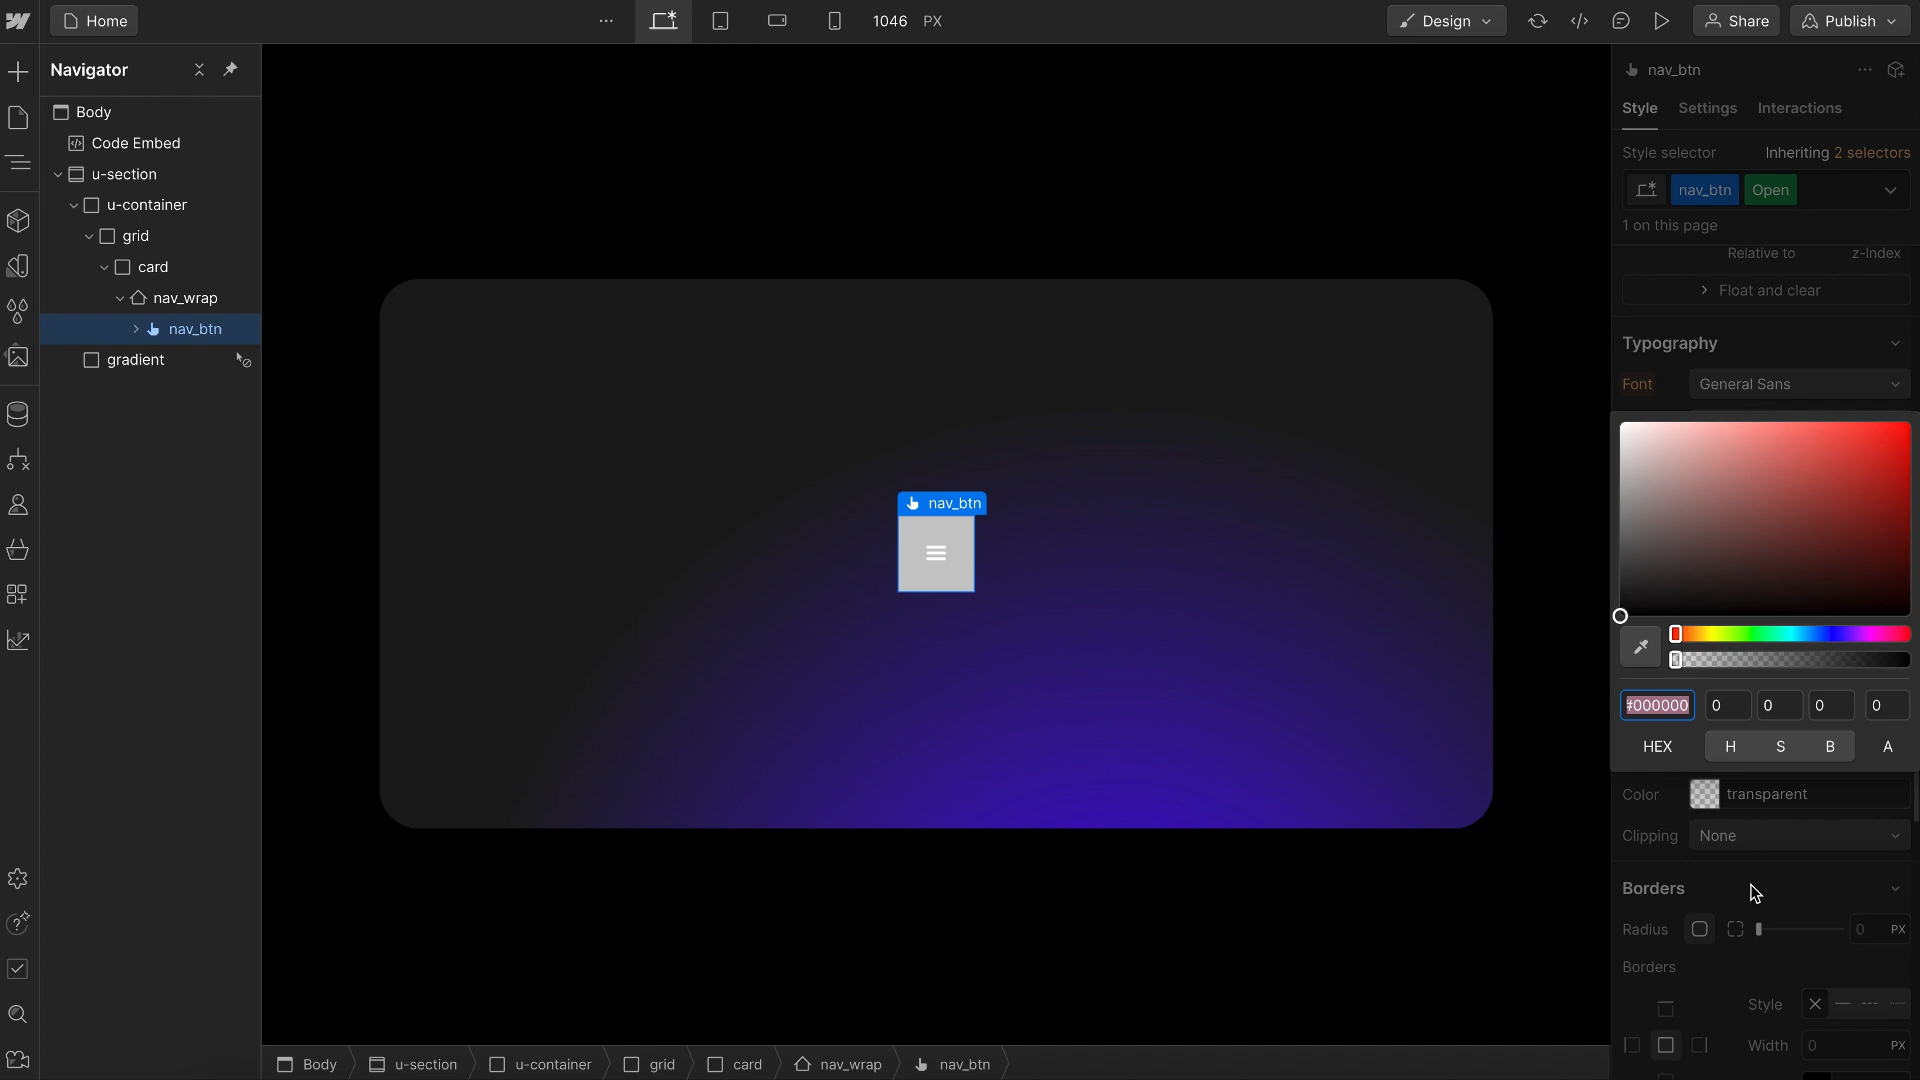 Home
1046 PX
Design
Share
Publish
Navigator
Body
Code Embed
u-section
u-container
grid
card
nav_wrap
nav_btn
gradient
nav_btn
nav_btn
Style Settings Interactions
Style selector Inheriting 2 selectors
nav_btn Open
1 on this page
Relative to z-Index
Float and clear
Typography
Font General Sans
#000000 0 0 0 0
HEX H S B A
Color transparent
Clipping None
Borders
Radius 0 PX
Borders
Style
Width 0 PX
Body u-section u-container grid card nav_wrap nav_btn